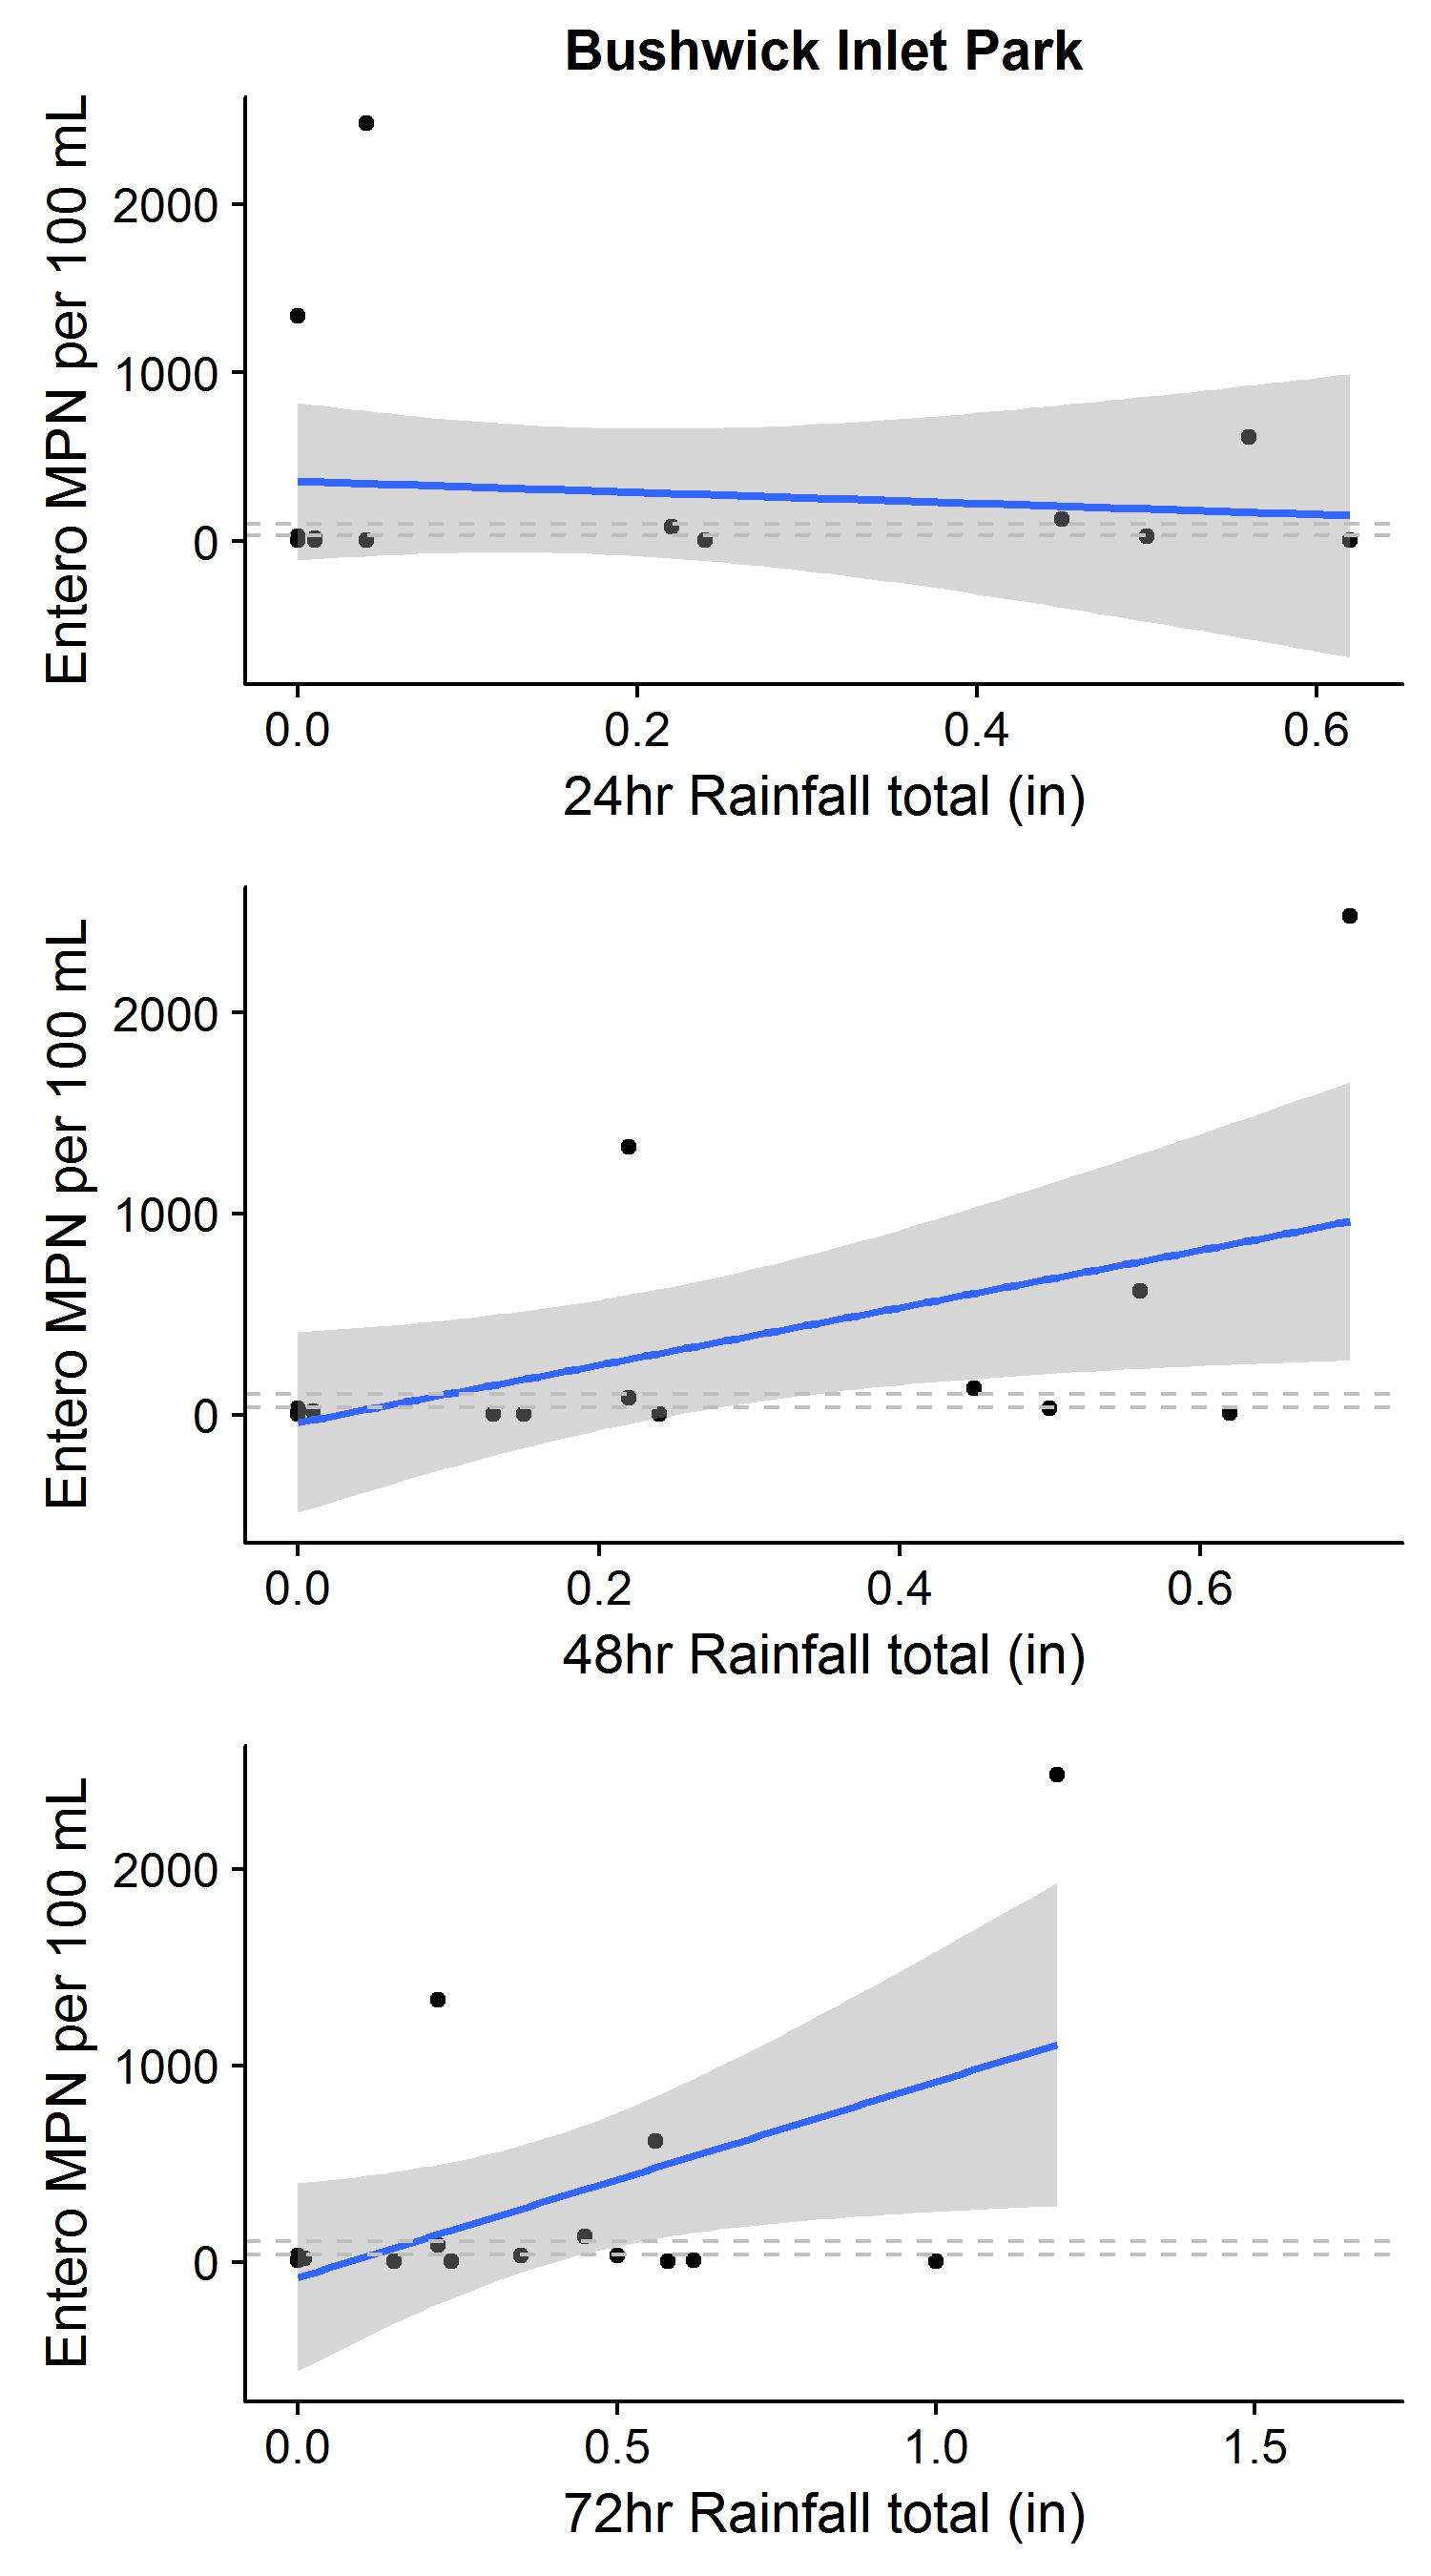 Bushwick Inlet Park
Entero MPN per 100 mL
2000
1000
0
0.0 0.2 0.4 0.6
24hr Rainfall total (in)
Entero MPN per 100 mL
2000
1000
0
0.0 0.2 0.4 0.6
48hr Rainfall total (in)
Entero MPN per 100 mL
2000
1000
0
0.0 0.5 1.0 1.5
72hr Rainfall total (in)